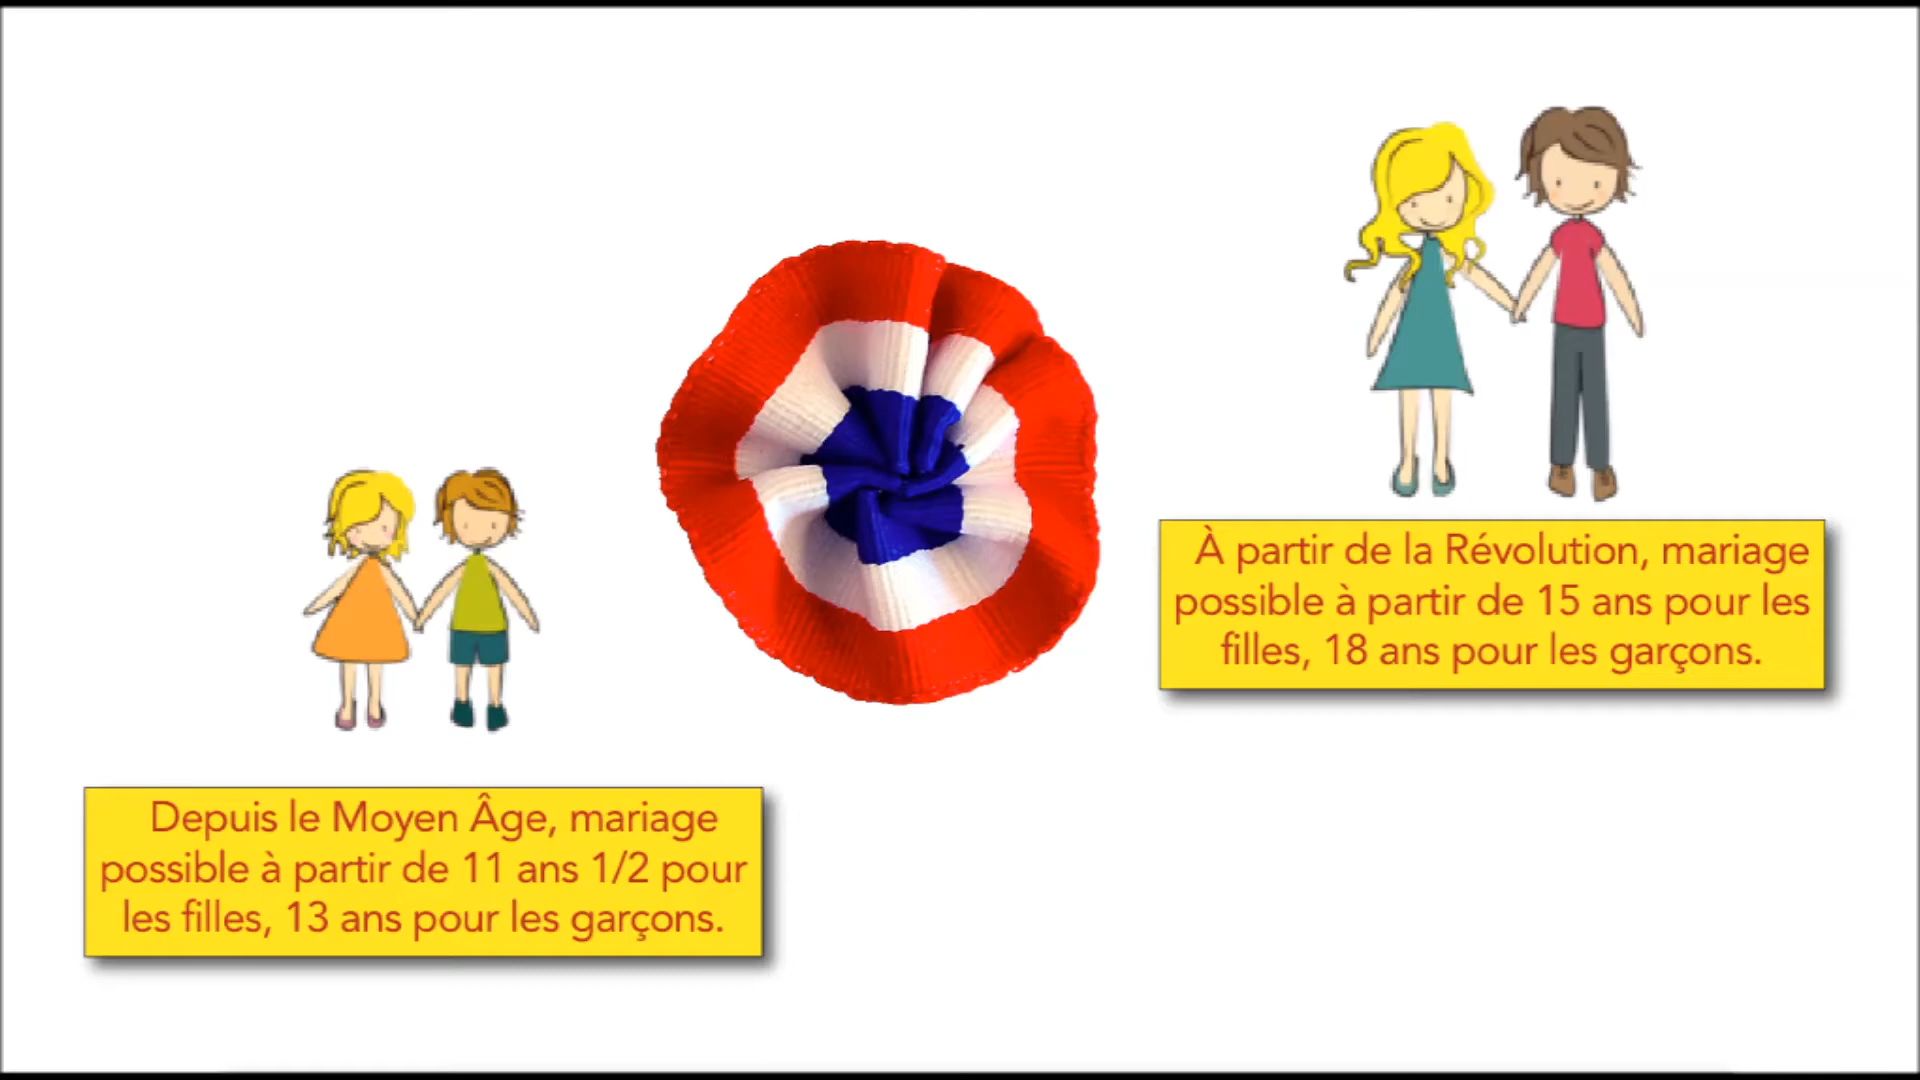 Depuis le Moyen Âge, mariage
possible à partir de 11 ans 1/2 pour
les filles, 13 ans pour les garçons.
À partir de la Révolution, mariage
possible à partir de 15 ans pour les
filles, 18 ans pour les garçons.